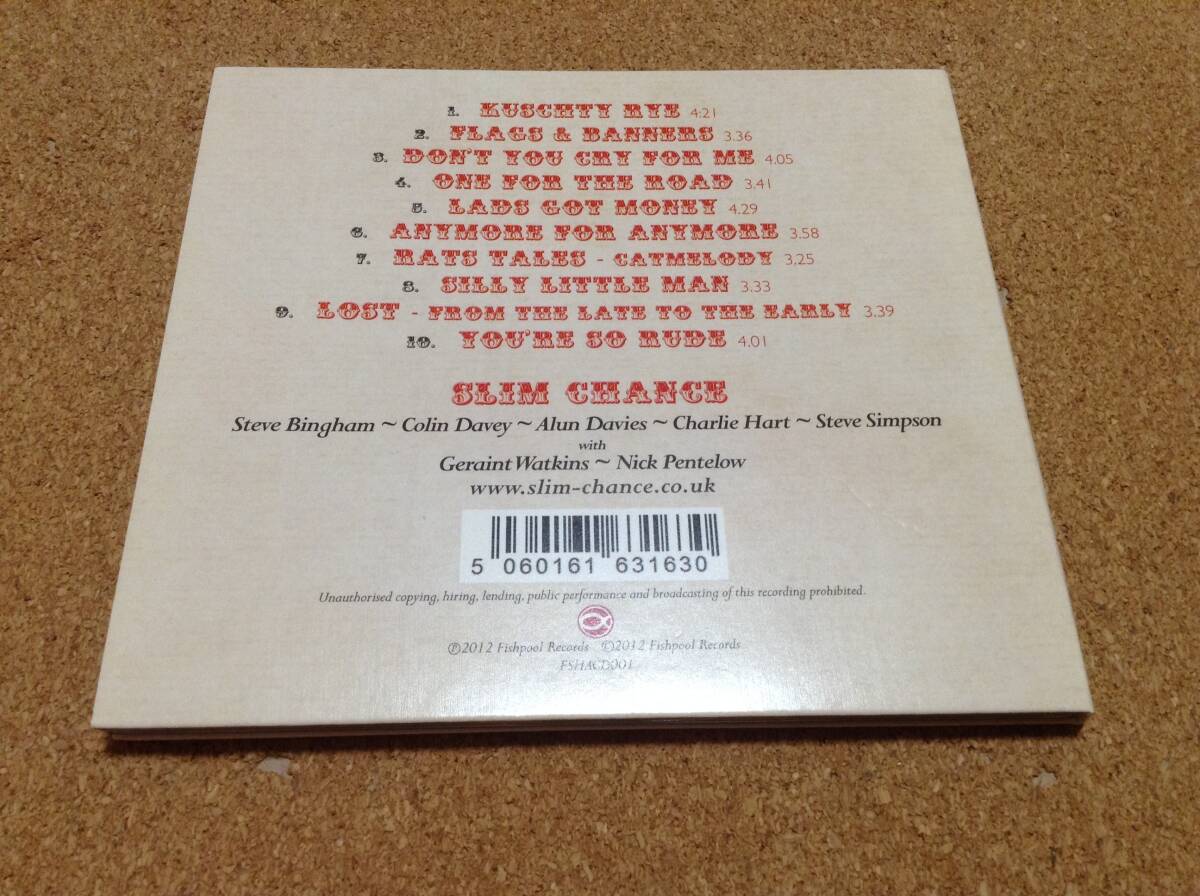 1. KUSCHTY RYE 4:21
2. FLAGS & BANNERS 3.36
3. DON'T YOU CRY FOR ME 4.05
4. ONE FOR THE ROAD 3.41
5. LADS GOT MONEY 4.29
6. ANYMORE FOR ANYMORE 3.58
7. RATS TALES - CATMELODY 3.25
8. SILLY LITTLE MAN 3.33
9. LOST - FROM THE LATE TO THE EARLY 3.39
10. YOU'RE SO RUDE 4.01
SLIM CHANCE
Steve Bingham ~ Colin Davey ~ Alun Davies ~ Charlie Hart ~ Steve Simpson
with
Geraint Watkins ~ Nick Pentelow
www.slim-chance.co.uk
5 060161 631630
Unauthorised copying, hiring, lending, public performance and broadcasting of this recording prohibited.
℗2012 Fishpool Records ©2012 Fishpool Records
FSHACD001